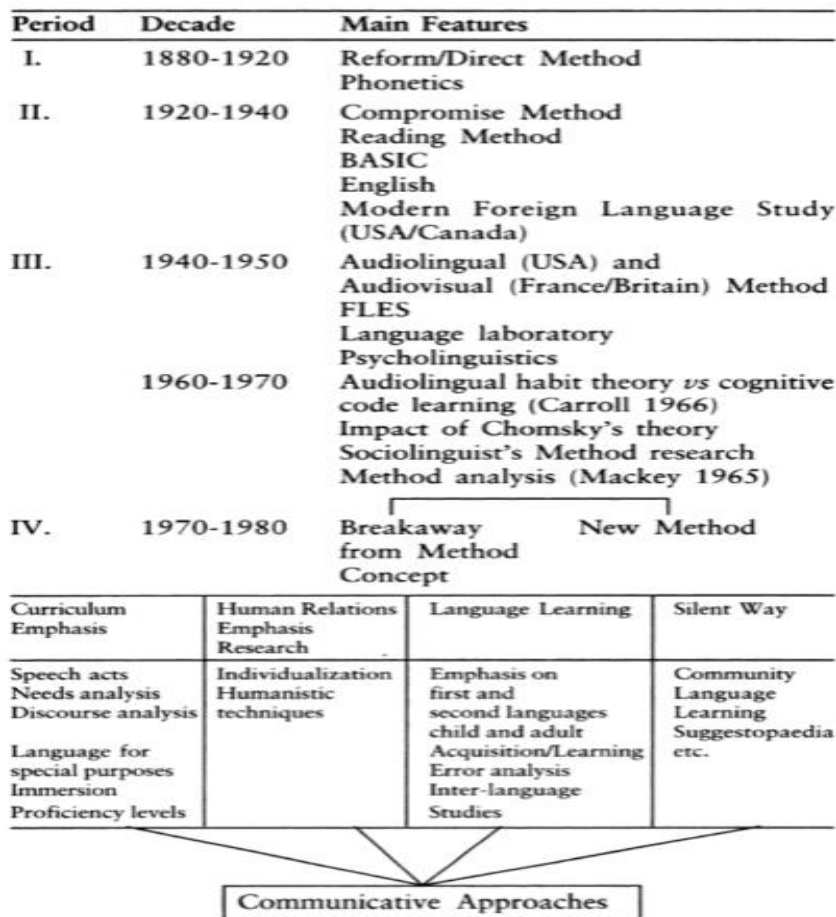 Period Decade Main Features
I. 1880-1920 Reform/Direct Method
Phonetics
II. 1920-1940 Compromise Method
Reading Method
BASIC
English
Modern Foreign Language Study
(USA/Canada)
III. 1940-1950 Audiolingual (USA) and
Audiovisual (France/Britain) Method
FLES
Language laboratory
Psycholinguistics
1960-1970 Audiolingual habit theory vs cognitive
code learning (Carroll 1966)
Impact of Chomsky's theory
Sociolinguist's Method research
Method analysis (Mackey 1965)
IV. 1970-1980 Breakaway New Method
from Method
Concept
Curriculum
Emphasis
Human Relations
Emphasis
Research
Language Learning
Silent Way
Speech acts
Needs analysis
Discourse analysis
Language for
special purposes
Immersion
Proficiency levels
Individualization
Humanistic
techniques
Emphasis on
first and
second languages
child and adult
Acquisition/Learning
Error analysis
Inter-language
Studies
Community
Language
Learning
Suggestopaedia
etc.
Communicative Approaches